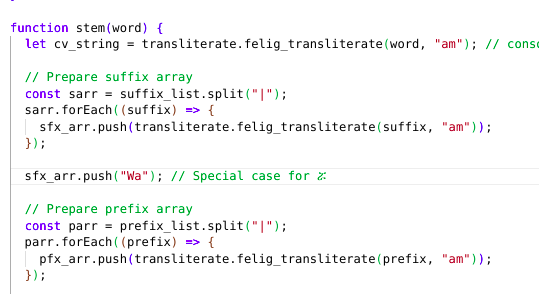 function stem(word) {
let cv_string = transliterate.felig_transliterate(word, "am"); // cons
// Prepare suffix array
const sarr = suffix_list.split("|");
sarr.forEach((suffix) => {
sfx_arr.push(transliterate.felig_transliterate(suffix, "am"));
});
sfx_arr.push("Wa"); // Special case for
// Prepare prefix array
const parr = prefix_list.split("|");
parr.forEach((prefix) => {
pfx_arr.push(transliterate.felig_transliterate(prefix, "am"));
});